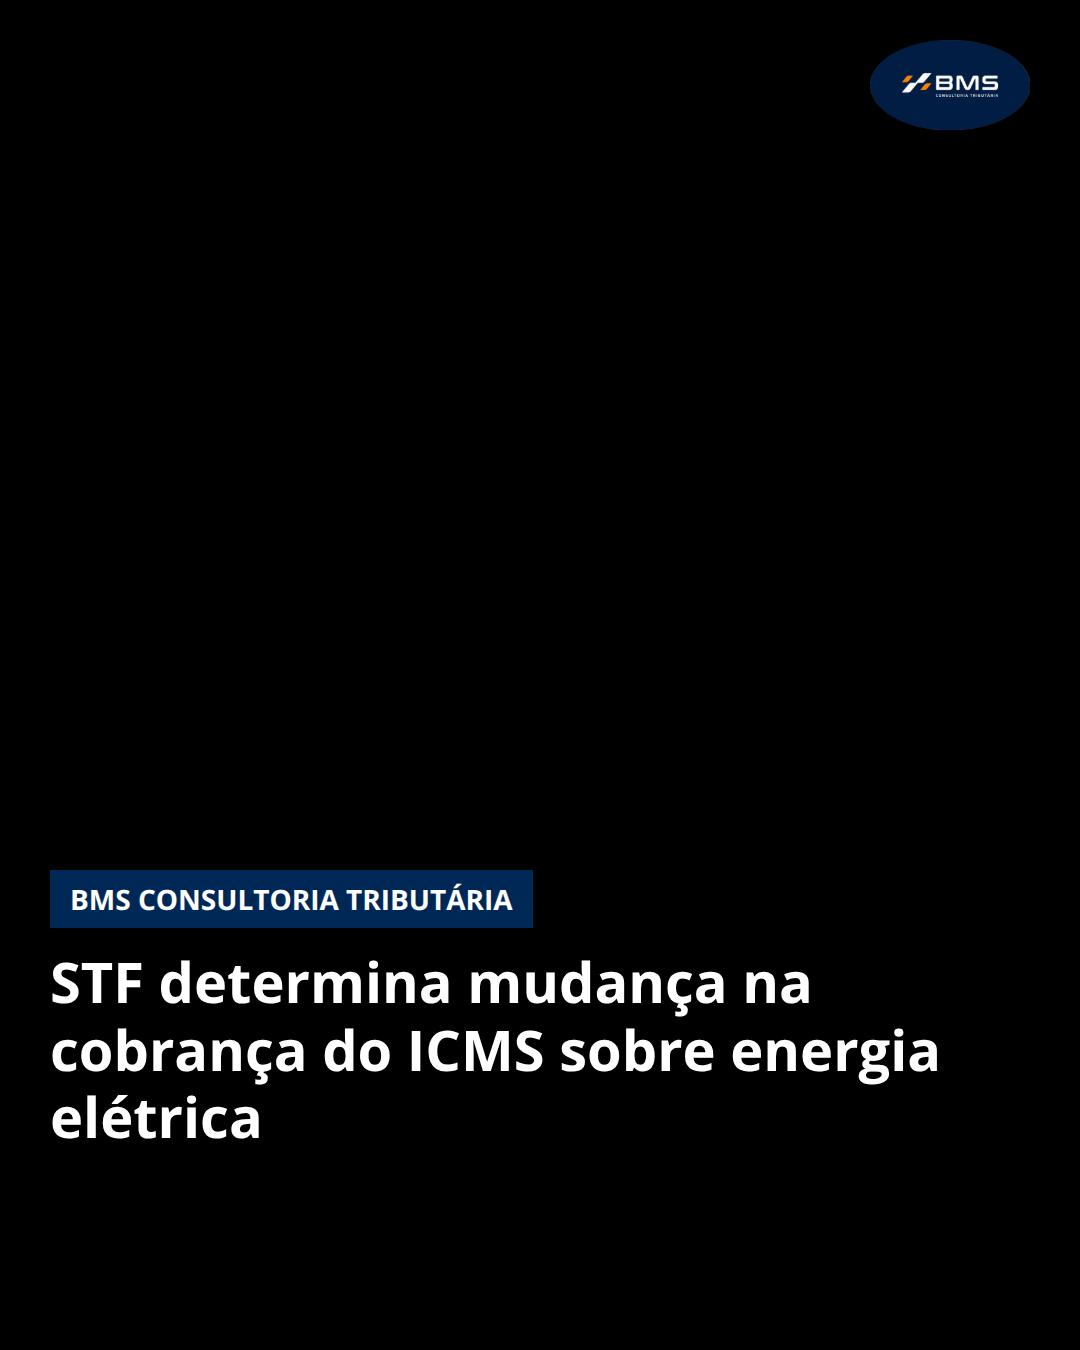 BMS
CONSULTORIA TRIBUTÁRIA
BMS CONSULTORIA TRIBUTÁRIA
STF determina mudança na
cobrança do ICMS sobre energia
elétrica